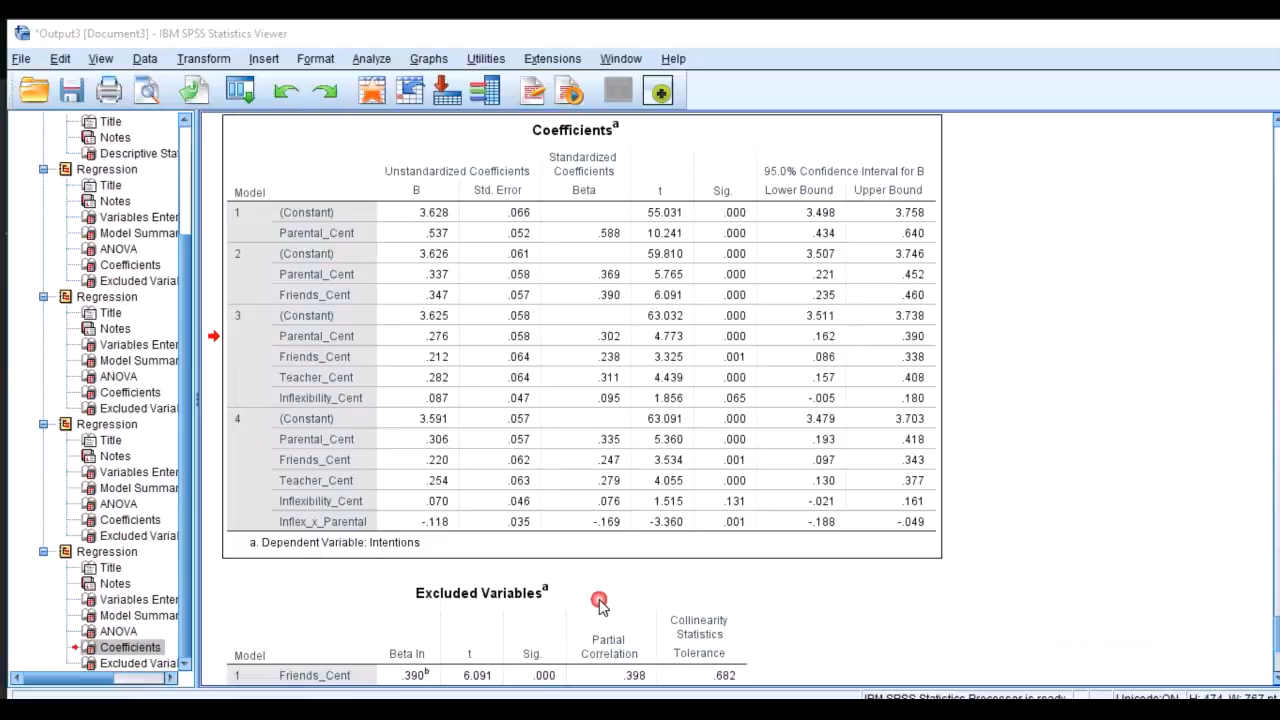 *Output3 [Document3] - IBM SPSS Statistics Viewer
File Edit View Data Transform Insert Format Analyze Graphs Utilities Extensions Window Help
Title
Notes
Descriptive Sta
Regression
Title
Notes
Variables Enter
Model Summar
ANOVA
Coefficients
Excluded Varial
Regression
Title
Notes
Variables Enter
Model Summar
ANOVA
Coefficients
Excluded Varial
Regression
Title
Notes
Variables Enter
Model Summar
ANOVA
Coefficients
Excluded Varial
Regression
Title
Notes
Variables Enter
Model Summar
ANOVA
Coefficients
Excluded Varial
Coefficientsa
Unstandardized Coefficients Standardized Coefficients 95.0% Confidence Interval for B
Model B Std. Error Beta t Sig. Lower Bound Upper Bound
1 (Constant) 3.628 .066 55.031 .000 3.498 3.758
Parental_Cent .537 .052 .588 10.241 .000 .434 .640
2 (Constant) 3.626 .061 59.810 .000 3.507 3.746
Parental_Cent .337 .058 .369 5.765 .000 .221 .452
Friends_Cent .347 .057 .390 6.091 .000 .235 .460
3 (Constant) 3.625 .058 63.032 .000 3.511 3.738
Parental_Cent .276 .058 .302 4.773 .000 .162 .390
Friends_Cent .212 .064 .238 3.325 .001 .086 .338
Teacher_Cent .282 .064 .311 4.439 .000 .157 .408
Inflexibility_Cent .087 .047 .095 1.856 .065 -.005 .180
4 (Constant) 3.591 .057 63.091 .000 3.479 3.703
Parental_Cent .306 .057 .335 5.360 .000 .193 .418
Friends_Cent .220 .062 .247 3.534 .001 .097 .343
Teacher_Cent .254 .063 .279 4.055 .000 .130 .377
Inflexibility_Cent .070 .046 .076 1.515 .131 -.021 .161
Inflex_x_Parental -.118 .035 -.169 -3.360 .001 -.188 -.049
a. Dependent Variable: Intentions
Excluded Variablesa
Collinearity
Statistics
Model Beta In t Sig. Partial Correlation Tolerance
1 Friends_Cent .390b 6.091 .000 .398 .682
IBM SPSS Statistics Processor is ready Unicode:ON H: 474, W: 767 pt